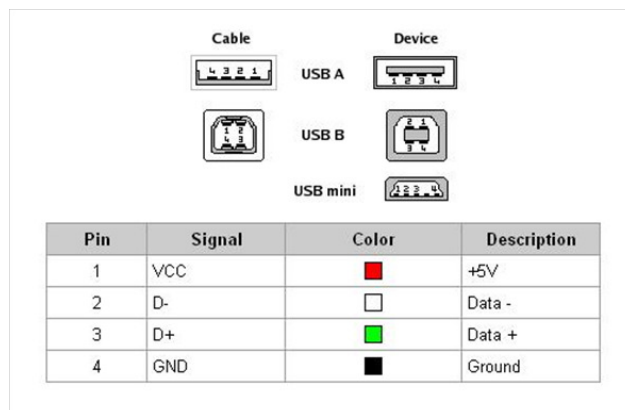 Cable Device
4 3 2 1 USB A 1 2 3 4
1 2 USB B 2 1
4 3 3 4
USB mini 1 2 3 4
Pin Signal Color Description
1 VCC +5V
2 D- Data -
3 D+ Data +
4 GND Ground